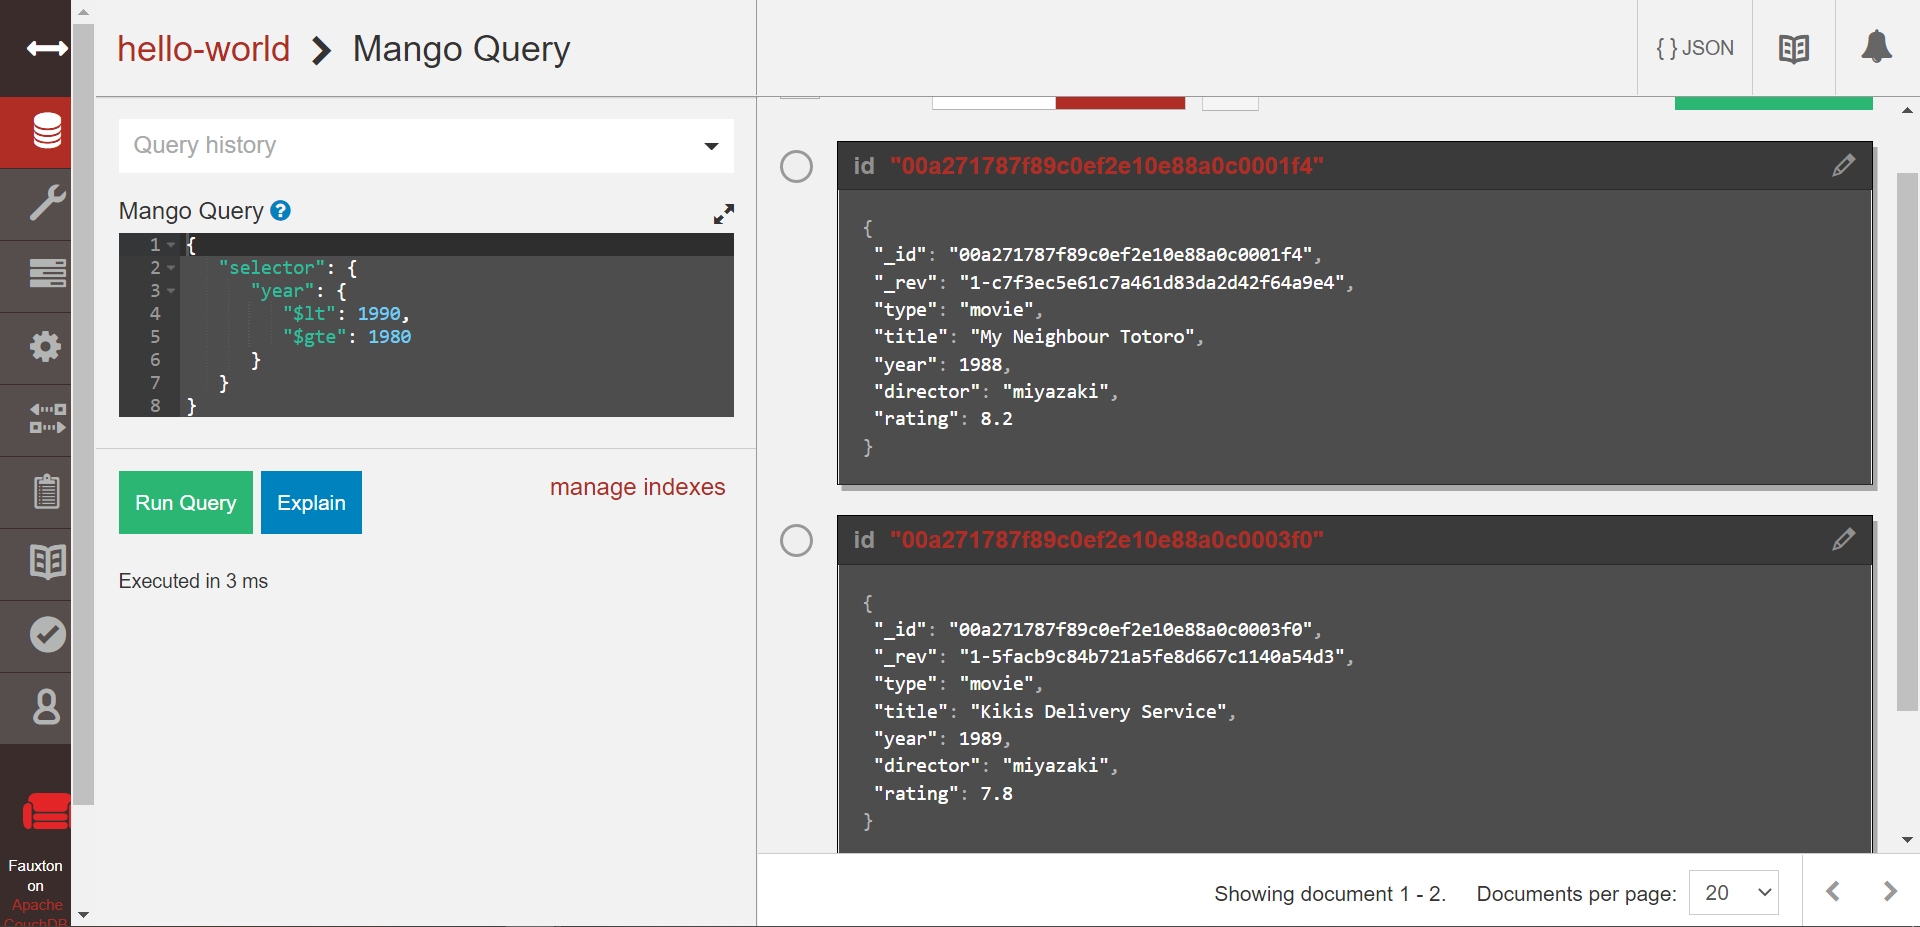 hello-world Mango Query
{ } JSON
Query history
Mango Query ?
1 {
2 "selector": {
3 "year": {
4 "$lt": 1990,
5 "$gte": 1980
6 }
7 }
8 }
Run Query Explain manage indexes
Executed in 3 ms
id "00a271787f89c0ef2e10e88a0c0001f4"
{
"_id": "00a271787f89c0ef2e10e88a0c0001f4",
"_rev": "1-c7f3ec5e61c7a461d83da2d42f64a9e4",
"type": "movie",
"title": "My Neighbour Totoro",
"year": 1988,
"director": "miyazaki",
"rating": 8.2
}
id "00a271787f89c0ef2e10e88a0c0003f0"
{
"_id": "00a271787f89c0ef2e10e88a0c0003f0",
"_rev": "1-5facb9c84b721a5fe8d667c1140a54d3",
"type": "movie",
"title": "Kikis Delivery Service",
"year": 1989,
"director": "miyazaki",
"rating": 7.8
}
Showing document 1 - 2. Documents per page: 20
Fauxton
on
Apache
CouchDB